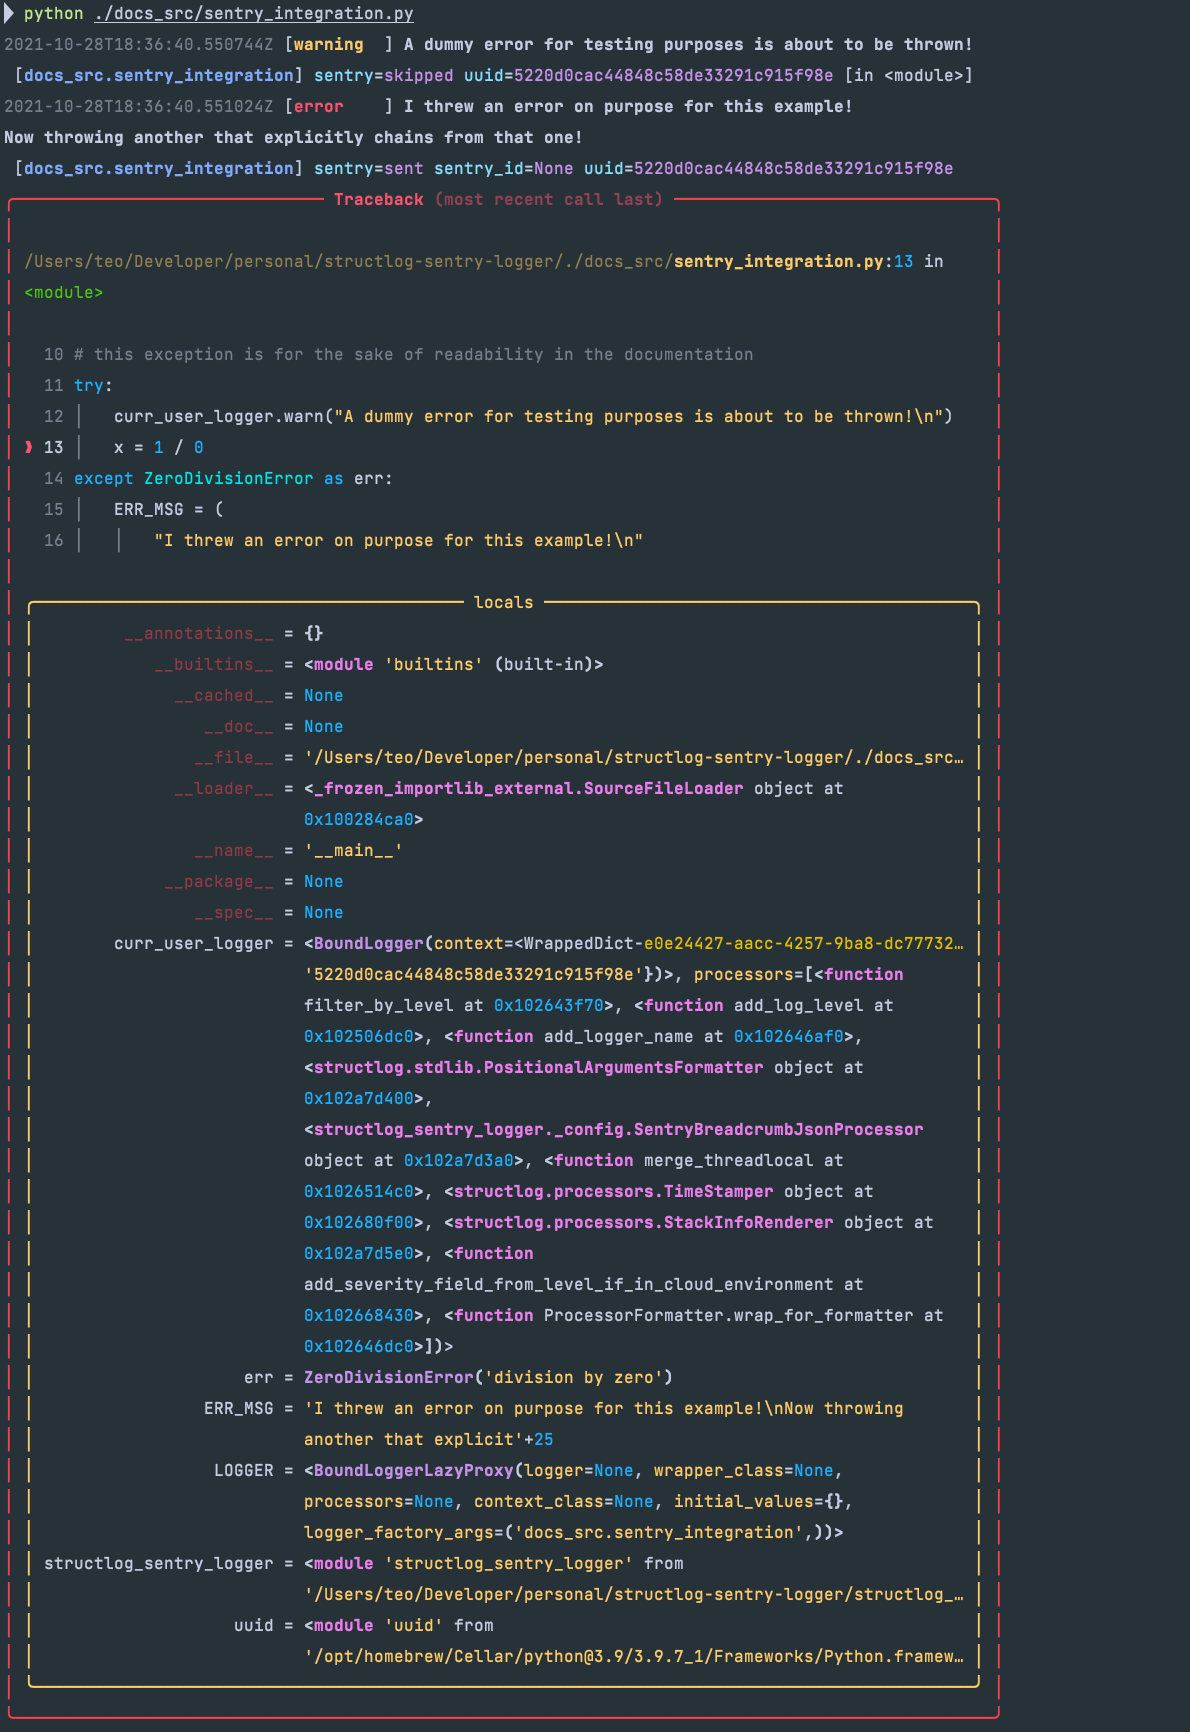 python ./docs_src/sentry_integration.py
2021-10-28T18:36:40.550744Z [warning  ] A dummy error for testing purposes is about to be thrown!
[docs_src.sentry_integration] sentry=skipped uuid=5220d0cac44848c58de33291c915f98e [in <module>]
2021-10-28T18:36:40.551024Z [error    ] I threw an error on purpose for this example!
Now throwing another that explicitly chains from that one!
[docs_src.sentry_integration] sentry=sent sentry_id=None uuid=5220d0cac44848c58de33291c915f98e
Traceback (most recent call last)
/Users/teo/Developer/personal/structlog-sentry-logger/./docs_src/sentry_integration.py:13 in
<module>
10 # this exception is for the sake of readability in the documentation
11 try:
12 │   curr_user_logger.warn("A dummy error for testing purposes is about to be thrown!\n")
❱ 13 │   x = 1 / 0
14 except ZeroDivisionError as err:
15 │   ERR_MSG = (
16 │   │   "I threw an error on purpose for this example!\n"
locals
__annotations__ = {}
__builtins__ = <module 'builtins' (built-in)>
__cached__ = None
__doc__ = None
__file__ = '/Users/teo/Developer/personal/structlog-sentry-logger/./docs_src…
__loader__ = <_frozen_importlib_external.SourceFileLoader object at
0x100284ca0>
__name__ = '__main__'
__package__ = None
__spec__ = None
curr_user_logger = <BoundLogger(context=<WrappedDict-e0e24427-aacc-4257-9ba8-dc77732…
'5220d0cac44848c58de33291c915f98e'})>, processors=[<function
filter_by_level at 0x102643f70>, <function add_log_level at
0x102506dc0>, <function add_logger_name at 0x102646af0>,
<structlog.stdlib.PositionalArgumentsFormatter object at
0x102a7d400>,
<structlog_sentry_logger._config.SentryBreadcrumbJsonProcessor
object at 0x102a7d3a0>, <function merge_threadlocal at
0x1026514c0>, <structlog.processors.TimeStamper object at
0x102680f00>, <structlog.processors.StackInfoRenderer object at
0x102a7d5e0>, <function
add_severity_field_from_level_if_in_cloud_environment at
0x102668430>, <function ProcessorFormatter.wrap_for_formatter at
0x102646dc0>])>
err = ZeroDivisionError('division by zero')
ERR_MSG = 'I threw an error on purpose for this example!\nNow throwing
another that explicit'+25
LOGGER = <BoundLoggerLazyProxy(logger=None, wrapper_class=None,
processors=None, context_class=None, initial_values={},
logger_factory_args=('docs_src.sentry_integration',))>
structlog_sentry_logger = <module 'structlog_sentry_logger' from
'/Users/teo/Developer/personal/structlog-sentry-logger/structlog_…
uuid = <module 'uuid' from
'/opt/homebrew/Cellar/python@3.9/3.9.7_1/Frameworks/Python.framew…